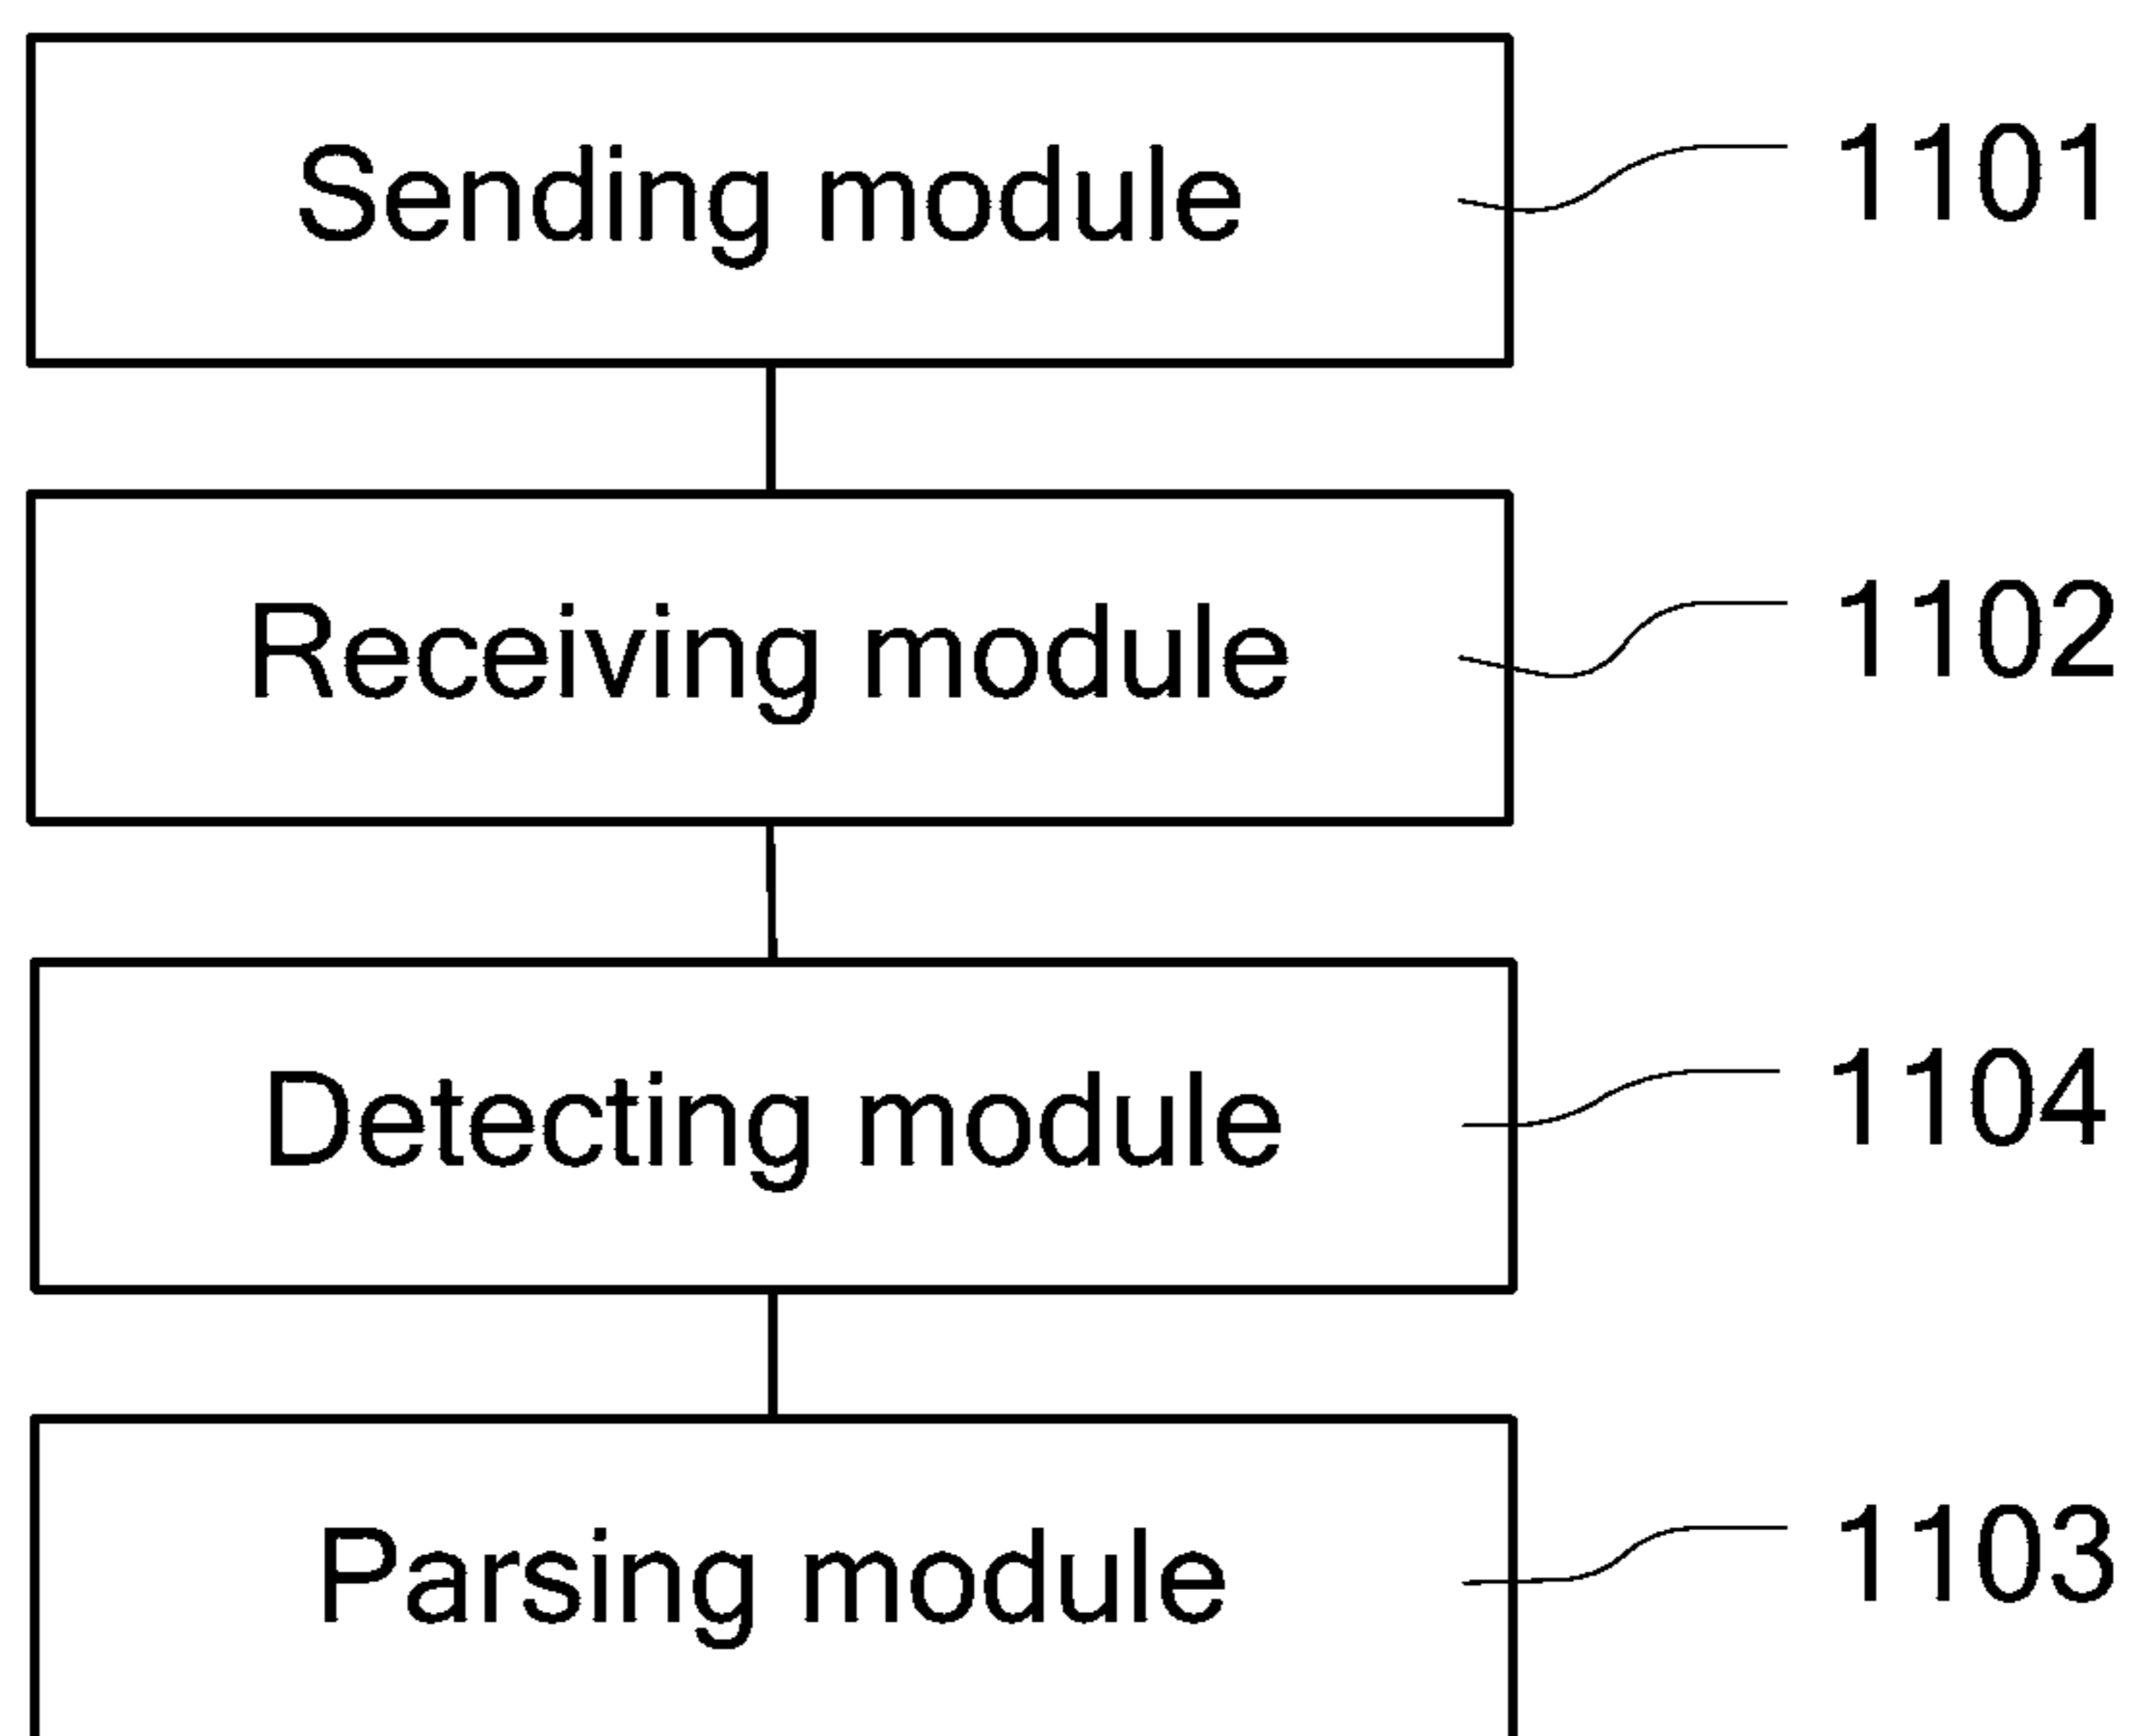 Sending module 1101
Receiving module 1102
Detecting module 1104
Parsing module 1103